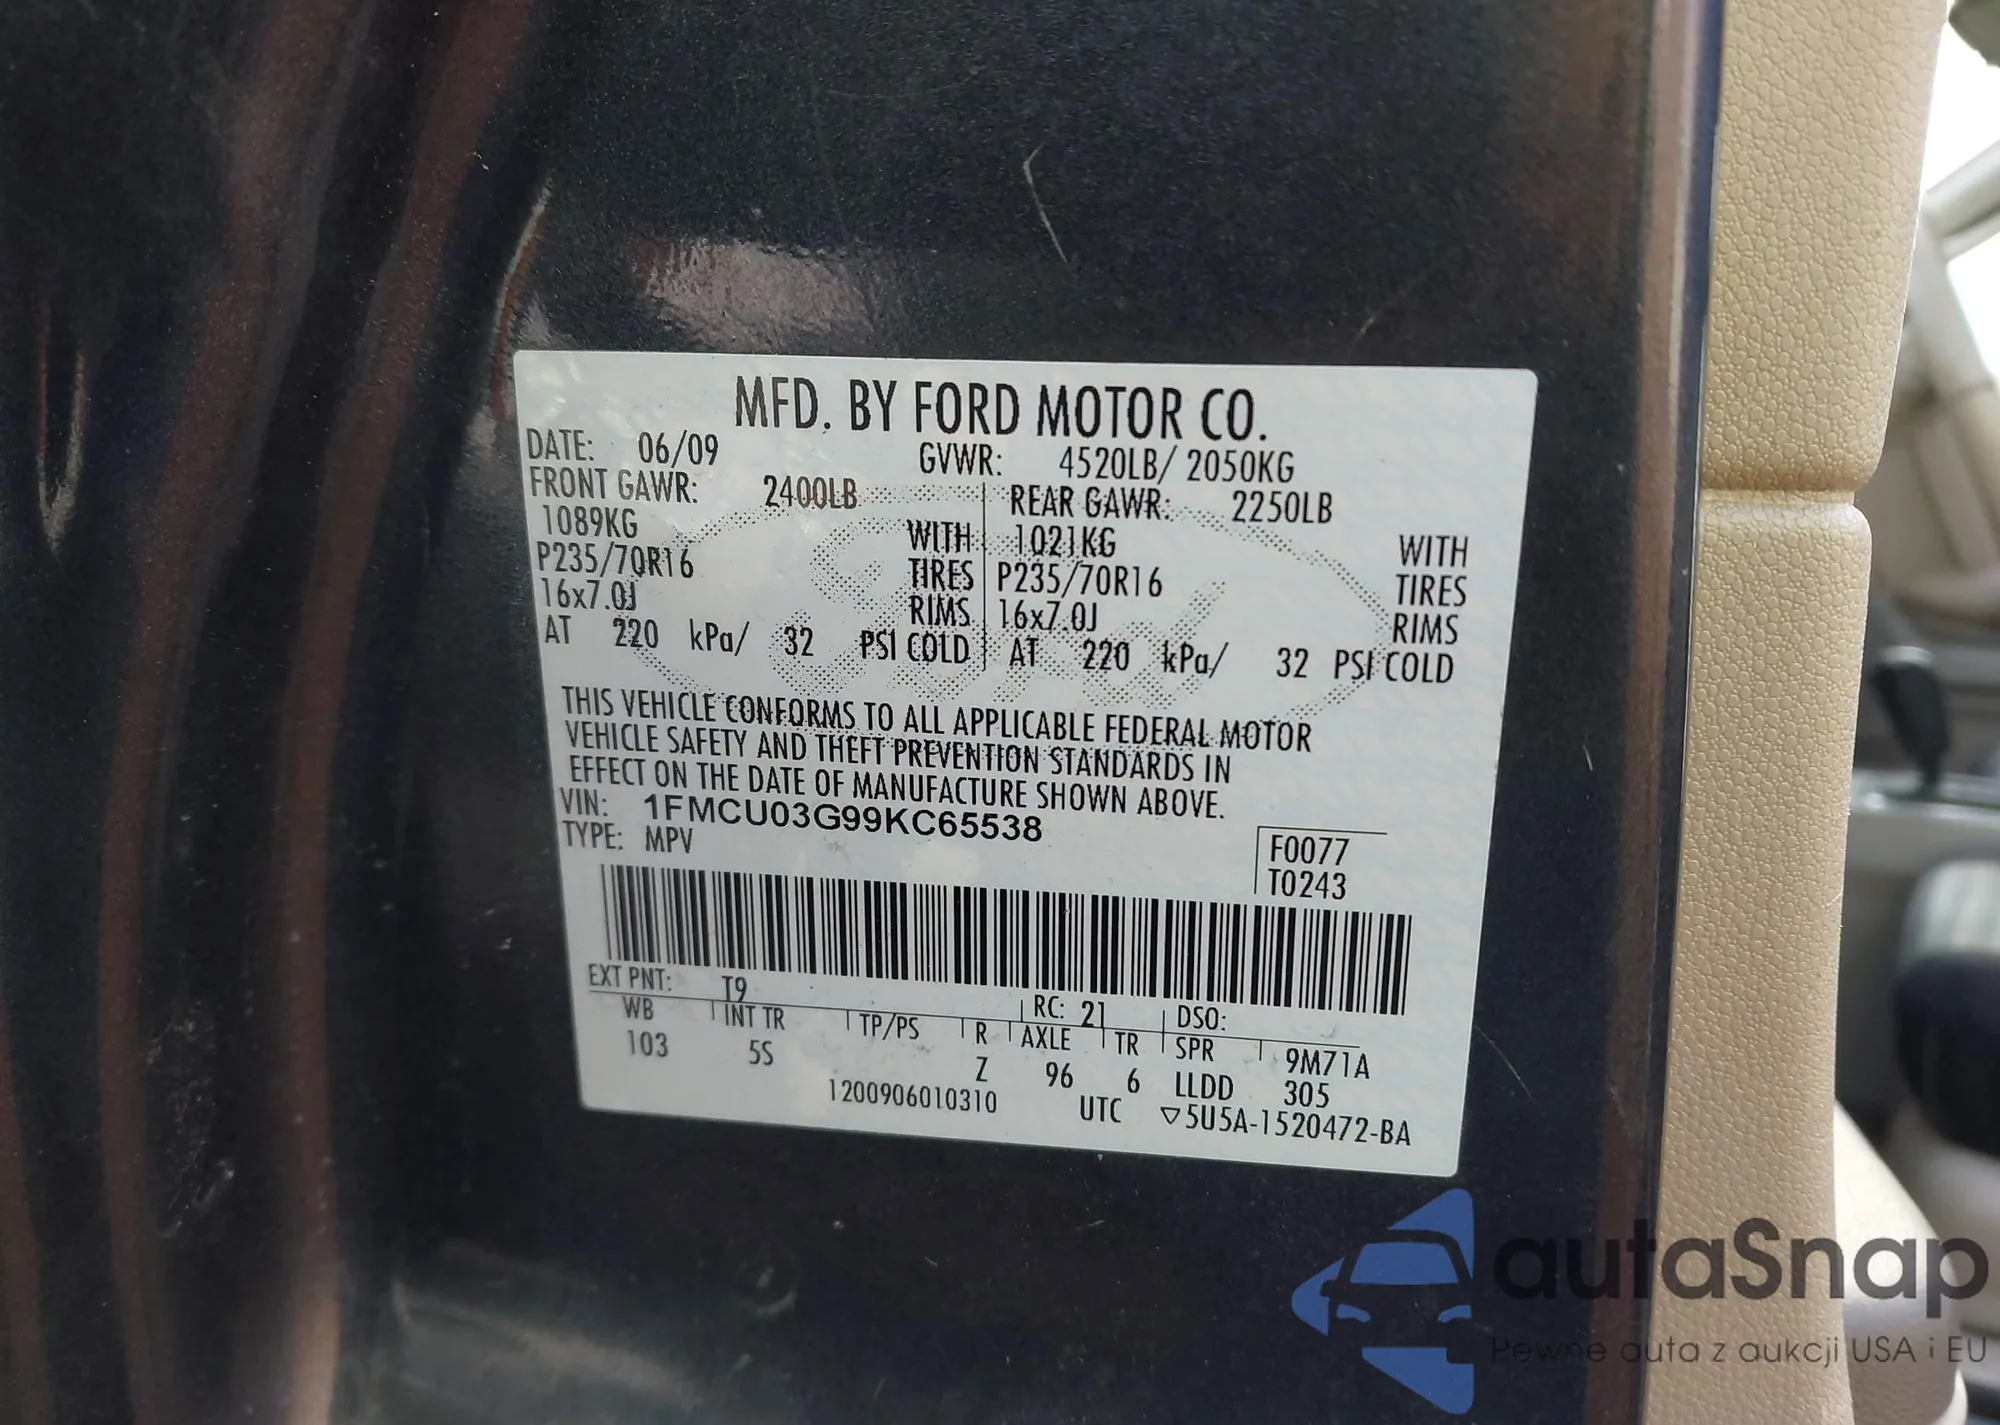 MFD. BY FORD MOTOR CO.
DATE: 06/09 GVWR: 4520LB/ 2050KG
FRONT GAWR: 2400LB REAR GAWR: 2250LB
1089KG WITH 1021KG WITH
P235/70R16 TIRES P235/70R16 TIRES
16x7.0J RIMS 16x7.0J RIMS
AT 220 kPa/ 32 PSI COLD AT 220 kPa/ 32 PSI COLD
THIS VEHICLE CONFORMS TO ALL APPLICABLE FEDERAL MOTOR
VEHICLE SAFETY AND THEFT PREVENTION STANDARDS IN
EFFECT ON THE DATE OF MANUFACTURE SHOWN ABOVE.
VIN: 1FMCU03G99KC65538
TYPE: MPV
F0077
T0243
EXT PNT: T9 RC: 21 DSO:
WB INT TR TP/PS R AXLE TR SPR 9M71A
103 5S Z 96 6 LLDD 305
1200906010310 UTC ▽5U5A-1520472-BA
Ford
autaSnap
Pewne auta z aukcji USA i EU